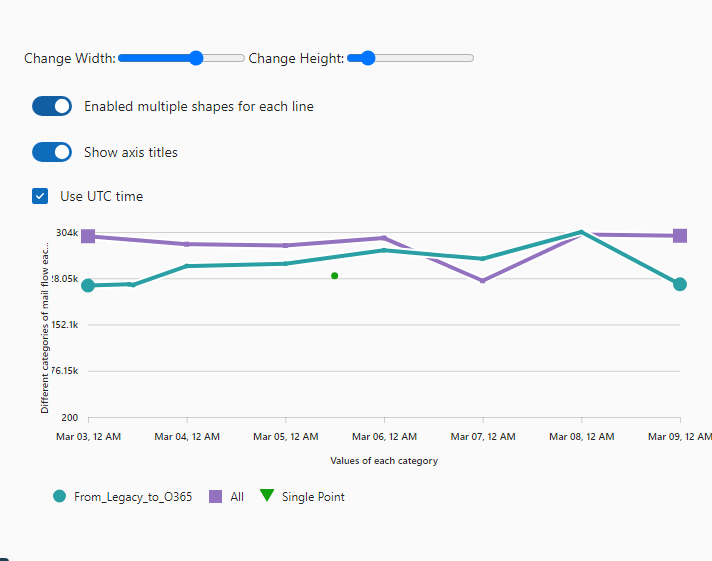 Change Width: Change Height:
Enabled multiple shapes for each line
Show axis titles
Use UTC time
Different categories of mail flow eac...
304k
8.05k
152.1k
76.15k
200
Mar 03, 12 AM Mar 04, 12 AM Mar 05, 12 AM Mar 06, 12 AM Mar 07, 12 AM Mar 08, 12 AM Mar 09, 12 AM
Values of each category
From_Legacy_to_O365 All Single Point